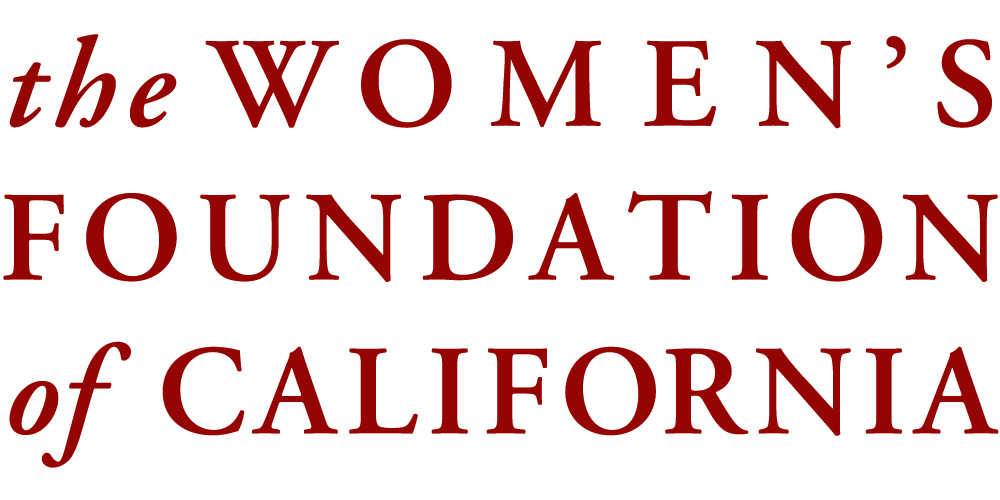 the WOMEN’S
FOUNDATION
of CALIFORNIA